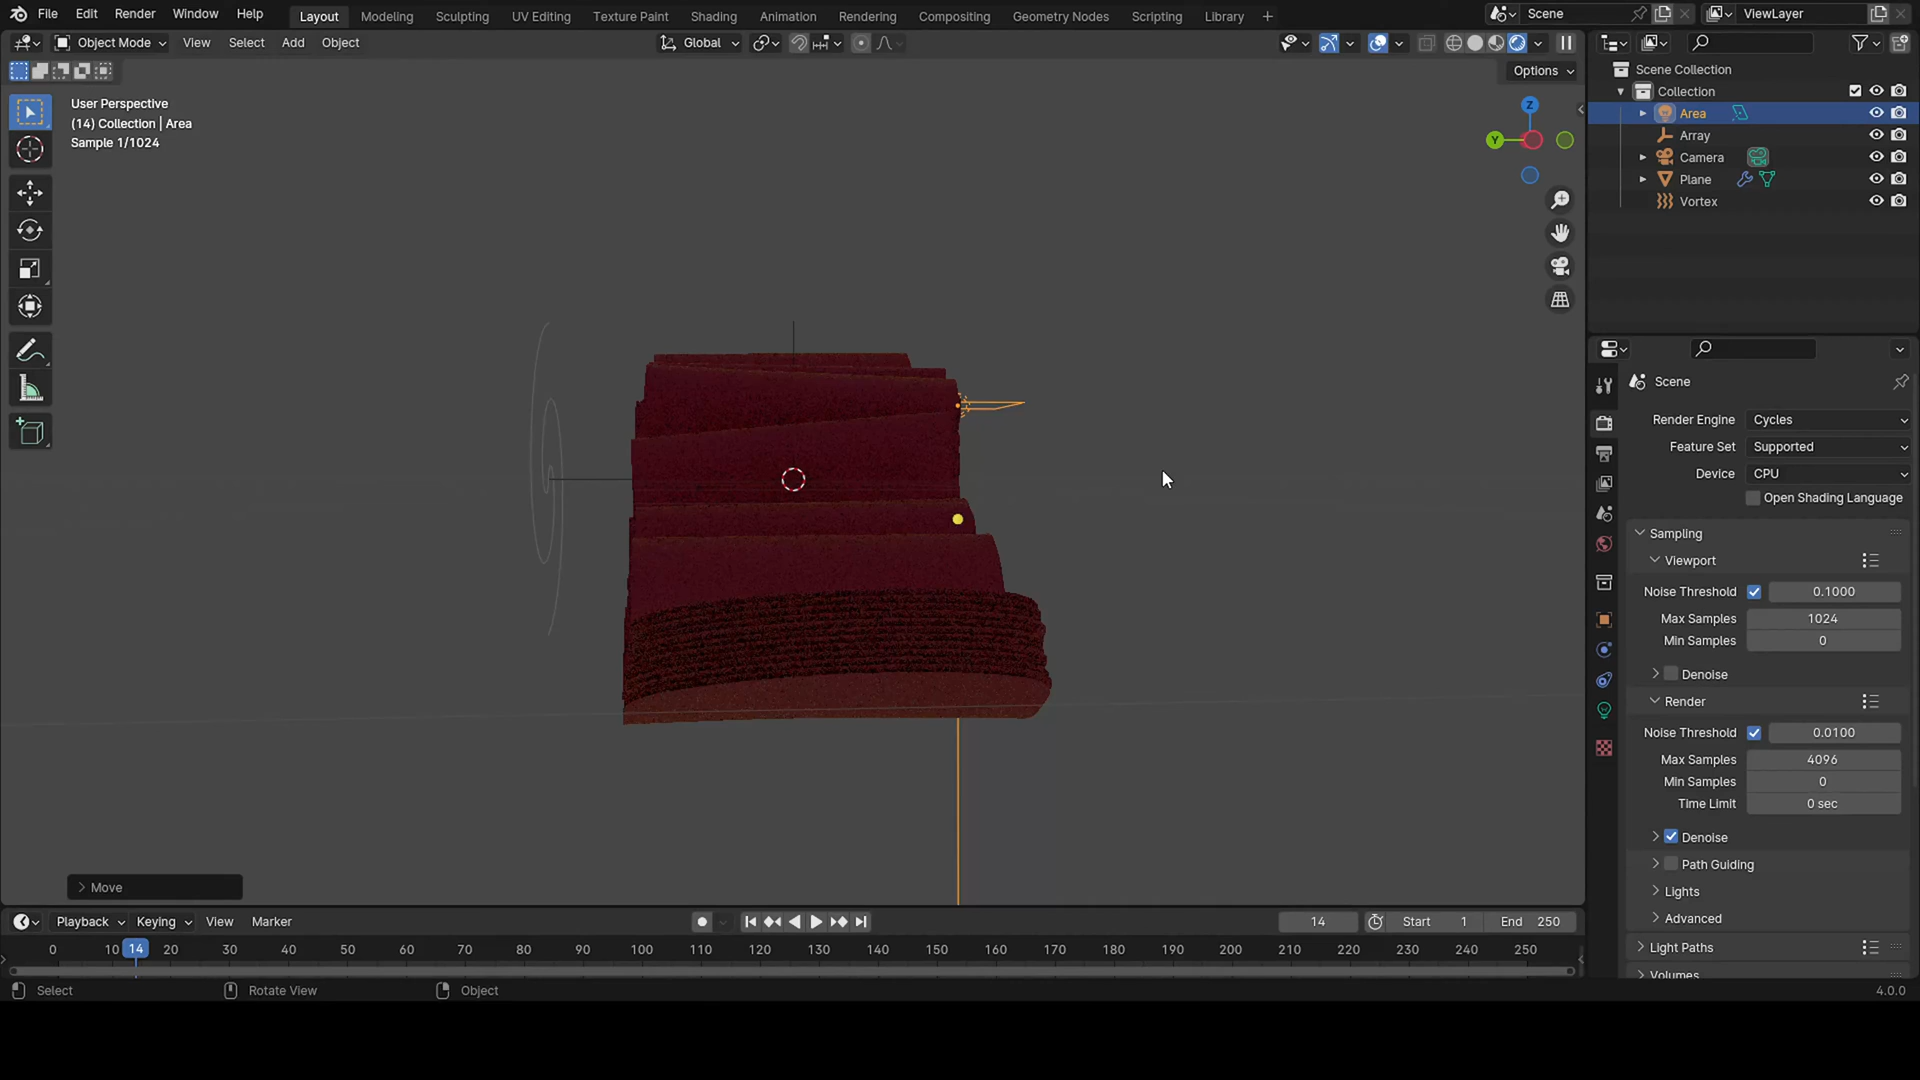 File Edit Render Window Help Layout Modeling Sculpting UV Editing Texture Paint Shading Animation Rendering Compositing Geometry Nodes Scripting Library + Scene ViewLayer
Object Mode View Select Add Object Global
Options
User Perspective
(14) Collection | Area
Sample 1/1024
Z
Y
Move
Scene Collection
Collection
Area
Array
Camera
Plane
Vortex
Scene
Render Engine Cycles
Feature Set Supported
Device CPU
Open Shading Language
Sampling
Viewport
Noise Threshold 0.1000
Max Samples 1024
Min Samples 0
Denoise
Render
Noise Threshold 0.0100
Max Samples 4096
Min Samples 0
Time Limit 0 sec
Denoise
Path Guiding
Lights
Advanced
Light Paths
Volumes
Playback Keying View Marker 14 Start 1 End 250
0 10 14 20 30 40 50 60 70 80 90 100 110 120 130 140 150 160 170 180 190 200 210 220 230 240 250
Select Rotate View Object 4.0.0